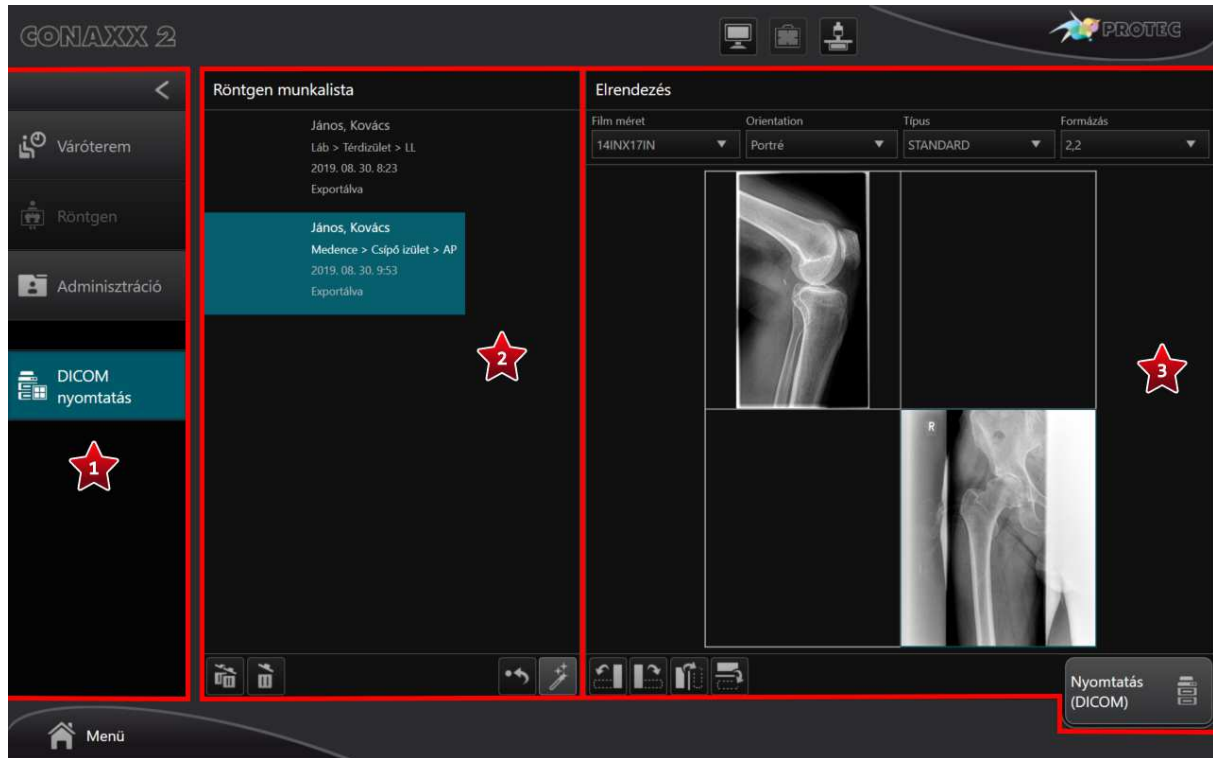 CONAXX 2
PROTEC
Röntgen munkalista
Elrendezés
Váróterem
Röntgen
Adminisztráció
DICOM
nyomtatás
1
János, Kovács
Láb > Térdizület > LL
2019. 08. 30. 8:23
Exportálva
János, Kovács
Medence > Csípő izület > AP
2019. 08. 30. 9:53
Exportálva
2
Film méret
Orientation
Típus
Formázás
14INX17IN
Portré
STANDARD
2,2
R
3
Nyomtatás
(DICOM)
Menü